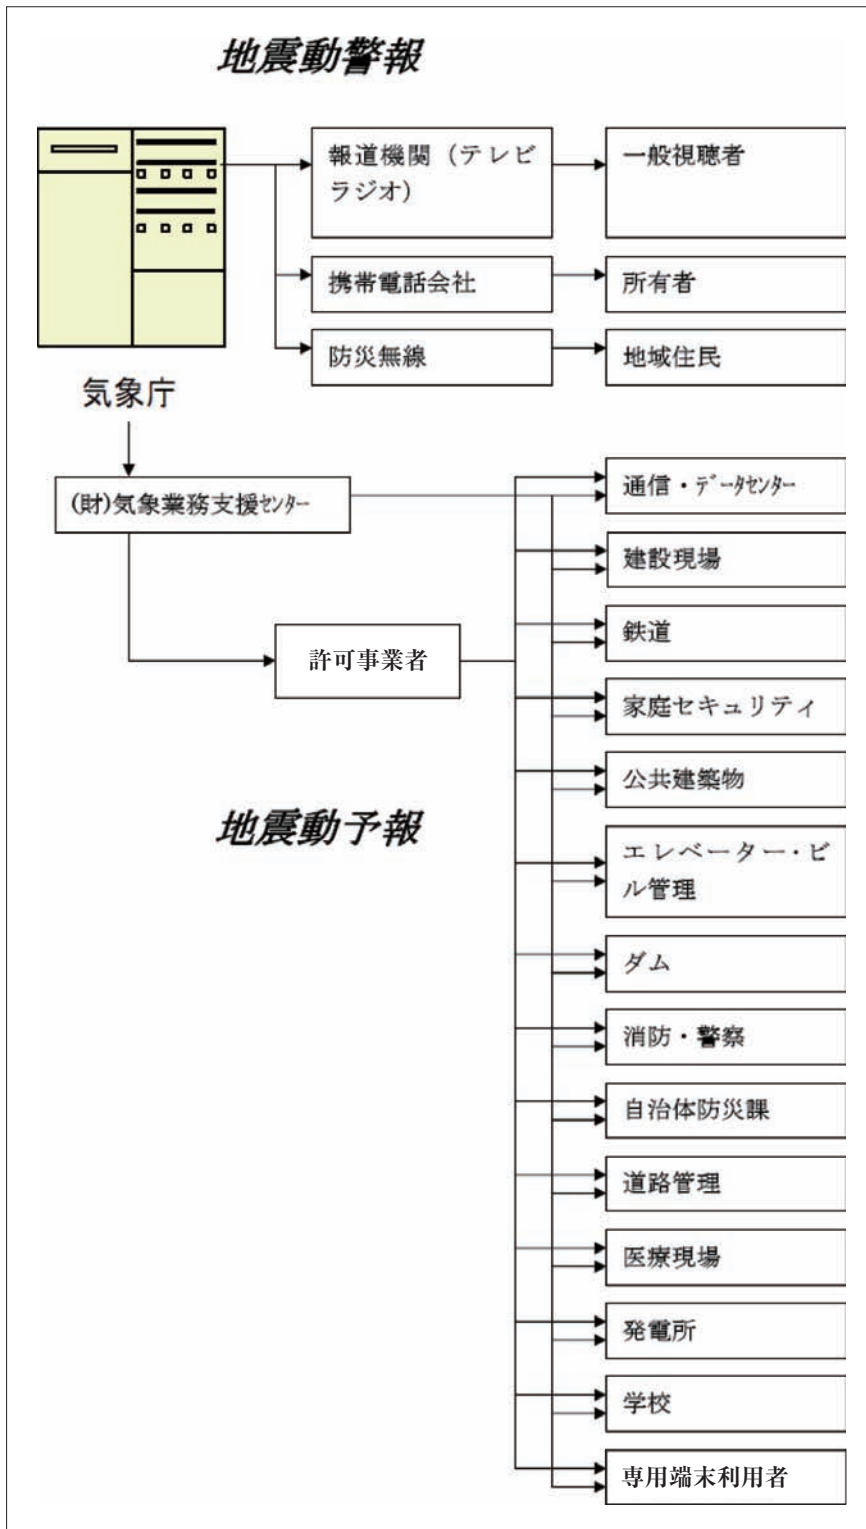 地震動警報
報道機関（テレビ
ラジオ）
一般視聴者
携帯電話会社
所有者
防災無線
地域住民
気象庁
(財)気象業務支援ｾﾝﾀｰ
通信・ﾃﾞｰﾀｾﾝﾀｰ
建設現場
鉄道
許可事業者
家庭セキュリティ
公共建築物
地震動予報
エレベーター・ビ
ル管理
ダム
消防・警察
自治体防災課
道路管理
医療現場
発電所
学校
専用端末利用者